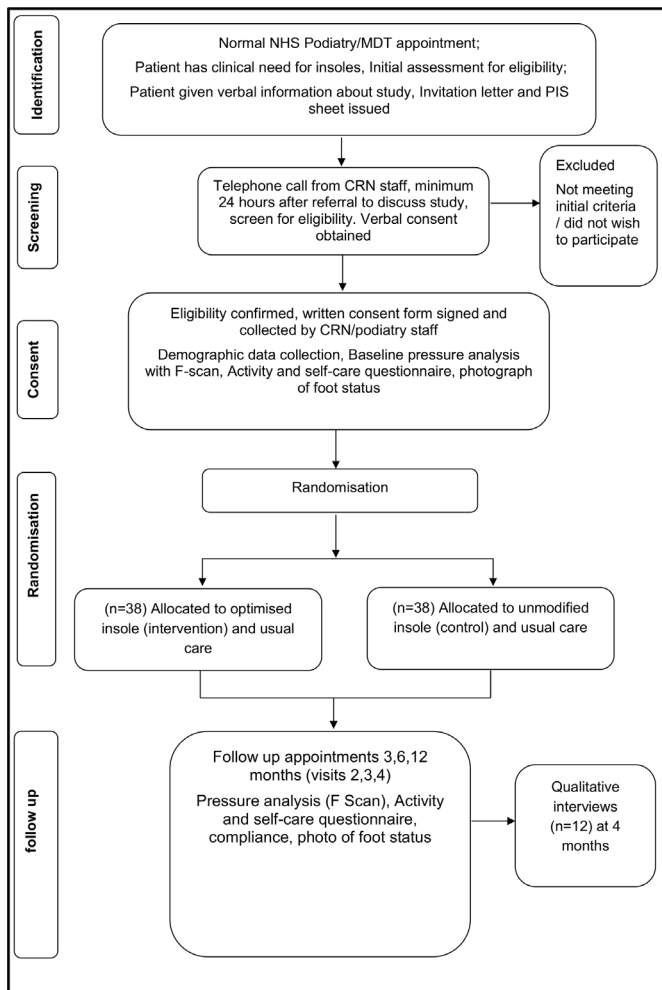 Identification
Normal NHS Podiatry/MDT appointment;
Patient has clinical need for insoles, Initial assessment for eligibility;
Patient given verbal information about study, Invitation letter and PIS
sheet issued
Screening
Telephone call from CRN staff, minimum
24 hours after referral to discuss study,
screen for eligibility. Verbal consent
obtained
Excluded
Not meeting
initial criteria
/ did not wish
to participate
Consent
Eligibility confirmed, written consent form signed and
collected by CRN/podiatry staff
Demographic data collection, Baseline pressure analysis
with F-scan, Activity and self-care questionnaire, photograph
of foot status
Randomisation
Randomisation
(n=38) Allocated to optimised
insole (intervention) and usual
care
(n=38) Allocated to unmodified
insole (control) and usual care
follow up
Follow up appointments 3,6,12
months (visits 2,3,4)
Pressure analysis (F Scan), Activity
and self-care questionnaire,
compliance, photo of foot status
Qualitative
interviews
(n=12) at 4
months